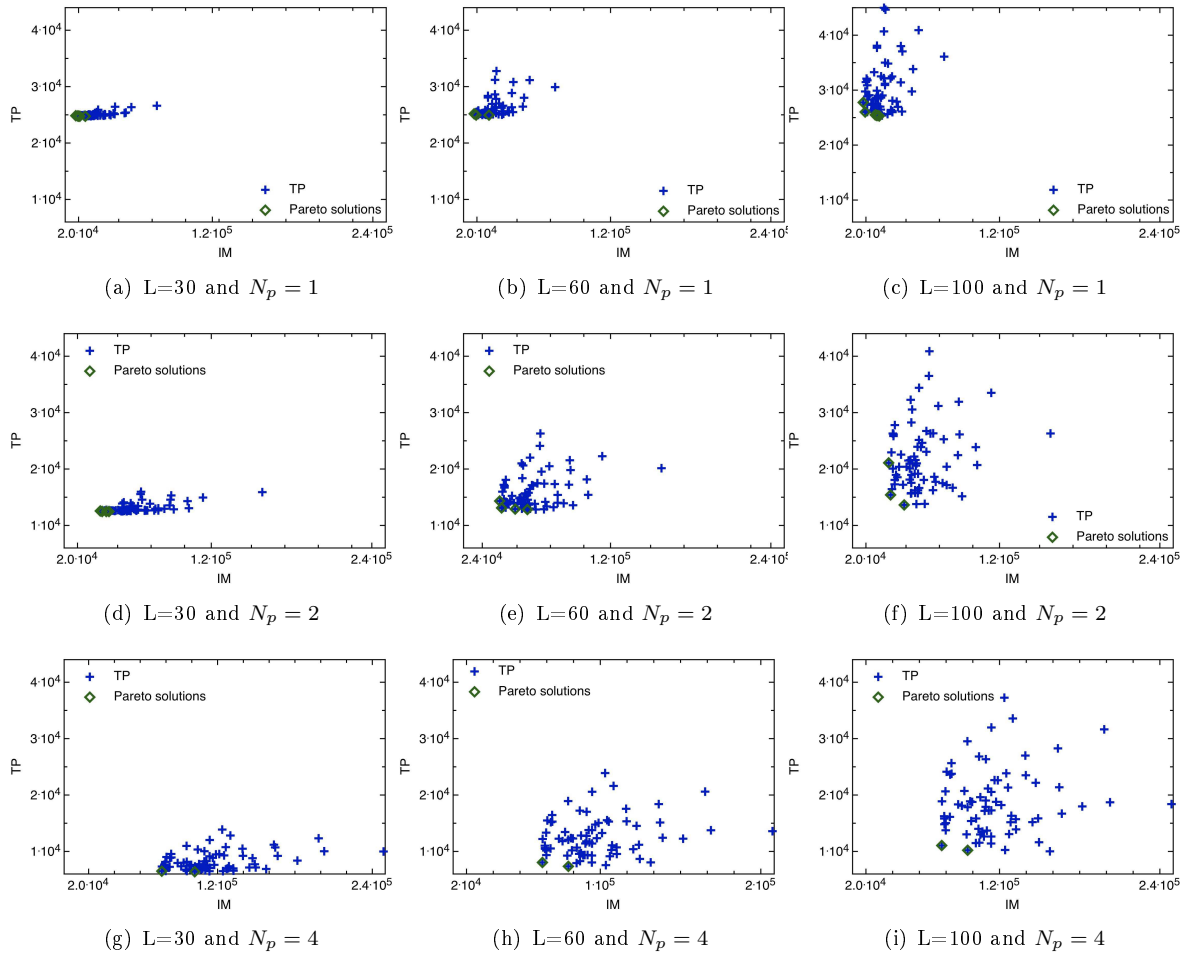 4·10⁴
3·10⁴
2·10⁴
1·10⁴
TP
TP
Pareto solutions
2.0·10⁴ 1.2·10⁵ 2.4·10⁵
IM
(a) L=30 and Nₚ = 1
4·10⁴
3·10⁴
2·10⁴
1·10⁴
TP
TP
Pareto solutions
2.0·10⁴ 1.2·10⁵ 2.4·10⁵
IM
(b) L=60 and Nₚ = 1
4·10⁴
3·10⁴
2·10⁴
1·10⁴
TP
TP
Pareto solutions
2.0·10⁴ 1.2·10⁵ 2.4·10⁵
IM
(c) L=100 and Nₚ = 1
4·10⁴
3·10⁴
2·10⁴
1·10⁴
TP
TP
Pareto solutions
2.0·10⁴ 1.2·10⁵ 2.4·10⁵
IM
(d) L=30 and Nₚ = 2
4·10⁴
3·10⁴
2·10⁴
1·10⁴
TP
TP
Pareto solutions
2.4·10⁴ 1.2·10⁵ 2.0·10⁵
IM
(e) L=60 and Nₚ = 2
4·10⁴
3·10⁴
2·10⁴
1·10⁴
TP
TP
Pareto solutions
2.0·10⁴ 1.2·10⁵ 2.4·10⁵
IM
(f) L=100 and Nₚ = 2
4·10⁴
3·10⁴
2·10⁴
1·10⁴
TP
TP
Pareto solutions
2.0·10⁴ 1.2·10⁵ 2.4·10⁵
IM
(g) L=30 and Nₚ = 4
4·10⁴
3·10⁴
2·10⁴
1·10⁴
TP
TP
Pareto solutions
2·10⁴ 1·10⁵ 2·10⁵
IM
(h) L=60 and Nₚ = 4
4·10⁴
3·10⁴
2·10⁴
1·10⁴
TP
TP
Pareto solutions
2.0·10⁴ 1.2·10⁵ 2.4·10⁵
IM
(i) L=100 and Nₚ = 4